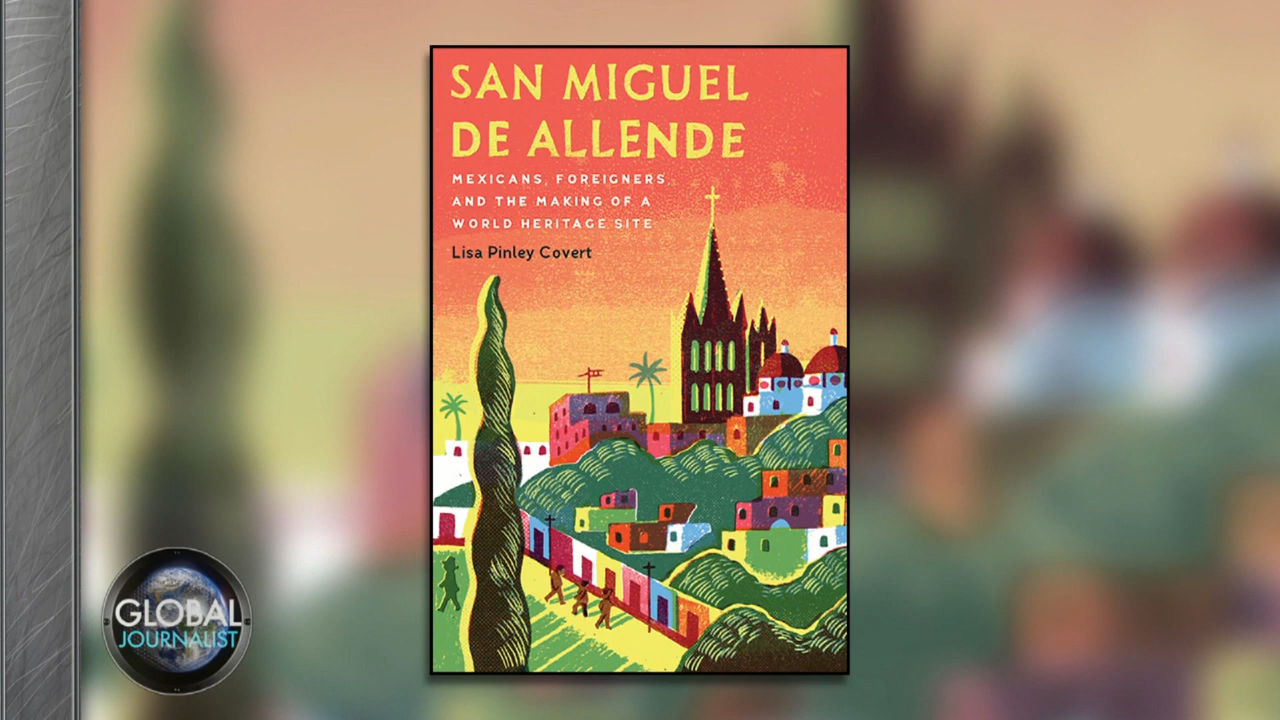 SAN MIGUEL
DE ALLENDE
MEXICANS, FOREIGNERS,
AND THE MAKING OF A
WORLD HERITAGE SITE
Lisa Pinley Covert
GLOBAL
JOURNALIST